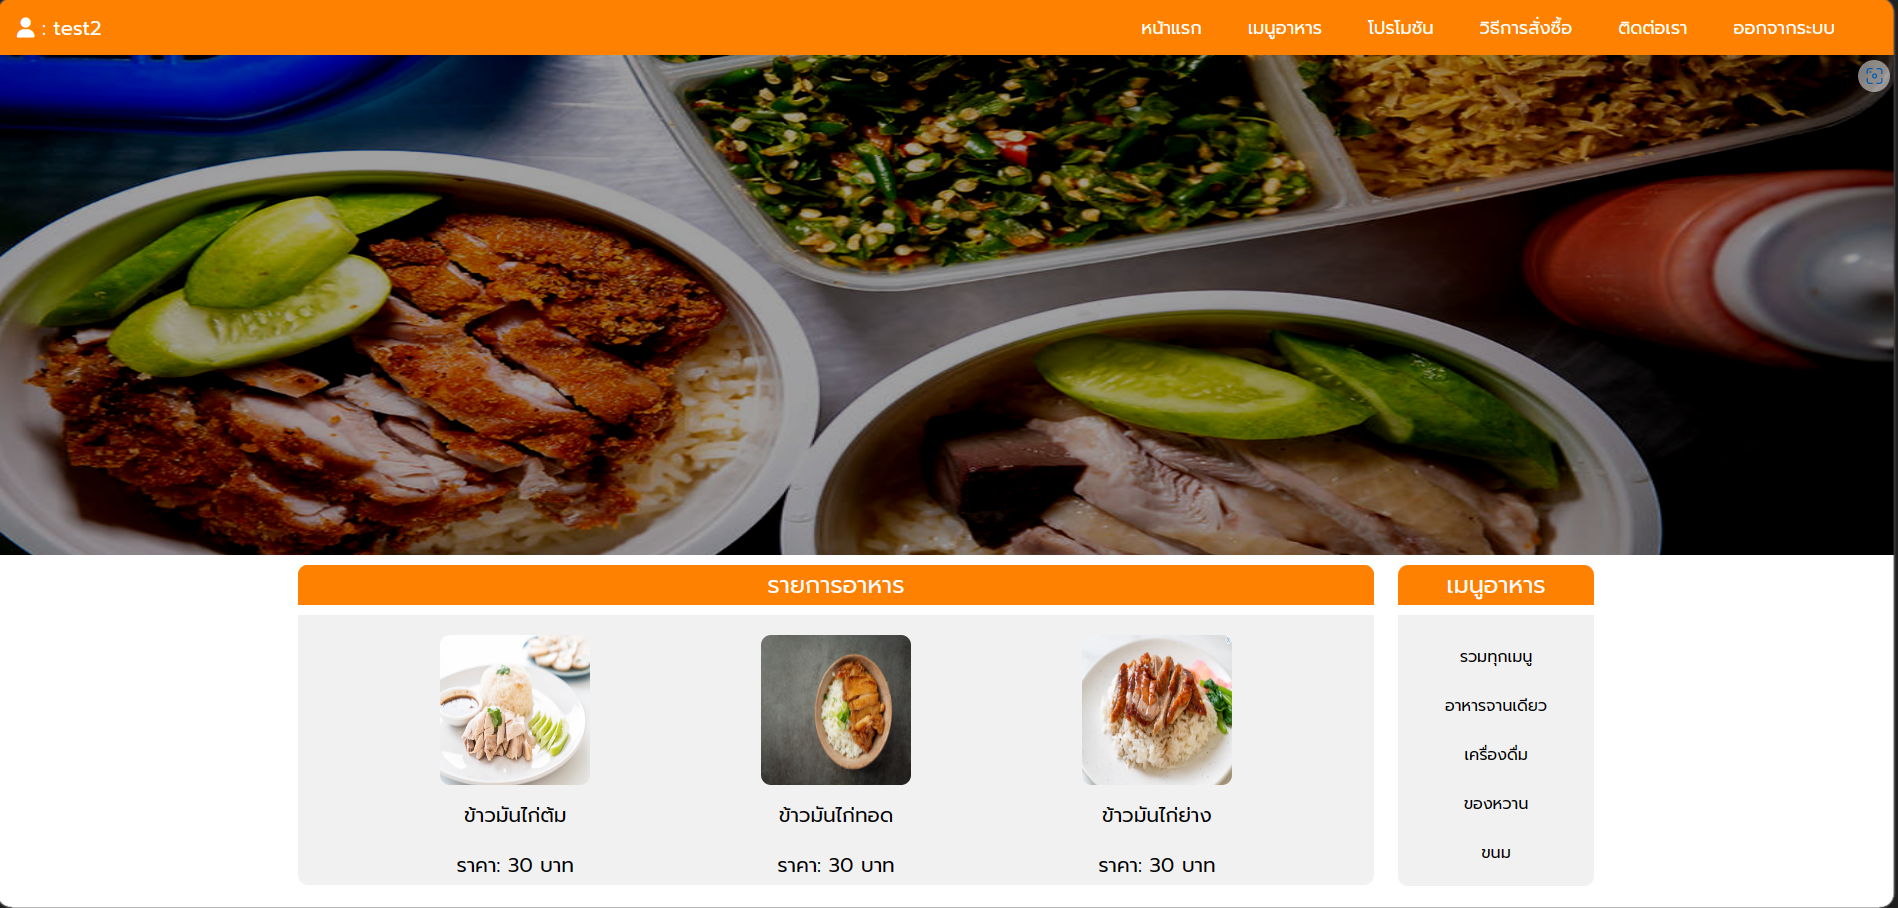 : test2
หน้าแรก เมนูอาหาร โปรโมชัน วิธีการสั่งซื้อ ติดต่อเรา ออกจากระบบ
รายการอาหาร
ข้าวมันไก่ต้ม
ราคา: 30 บาท
ข้าวมันไก่ทอด
ราคา: 30 บาท
ข้าวมันไก่ย่าง
ราคา: 30 บาท
เมนูอาหาร
รวมทุกเมนู
อาหารจานเดียว
เครื่องดื่ม
ของหวาน
ขนม